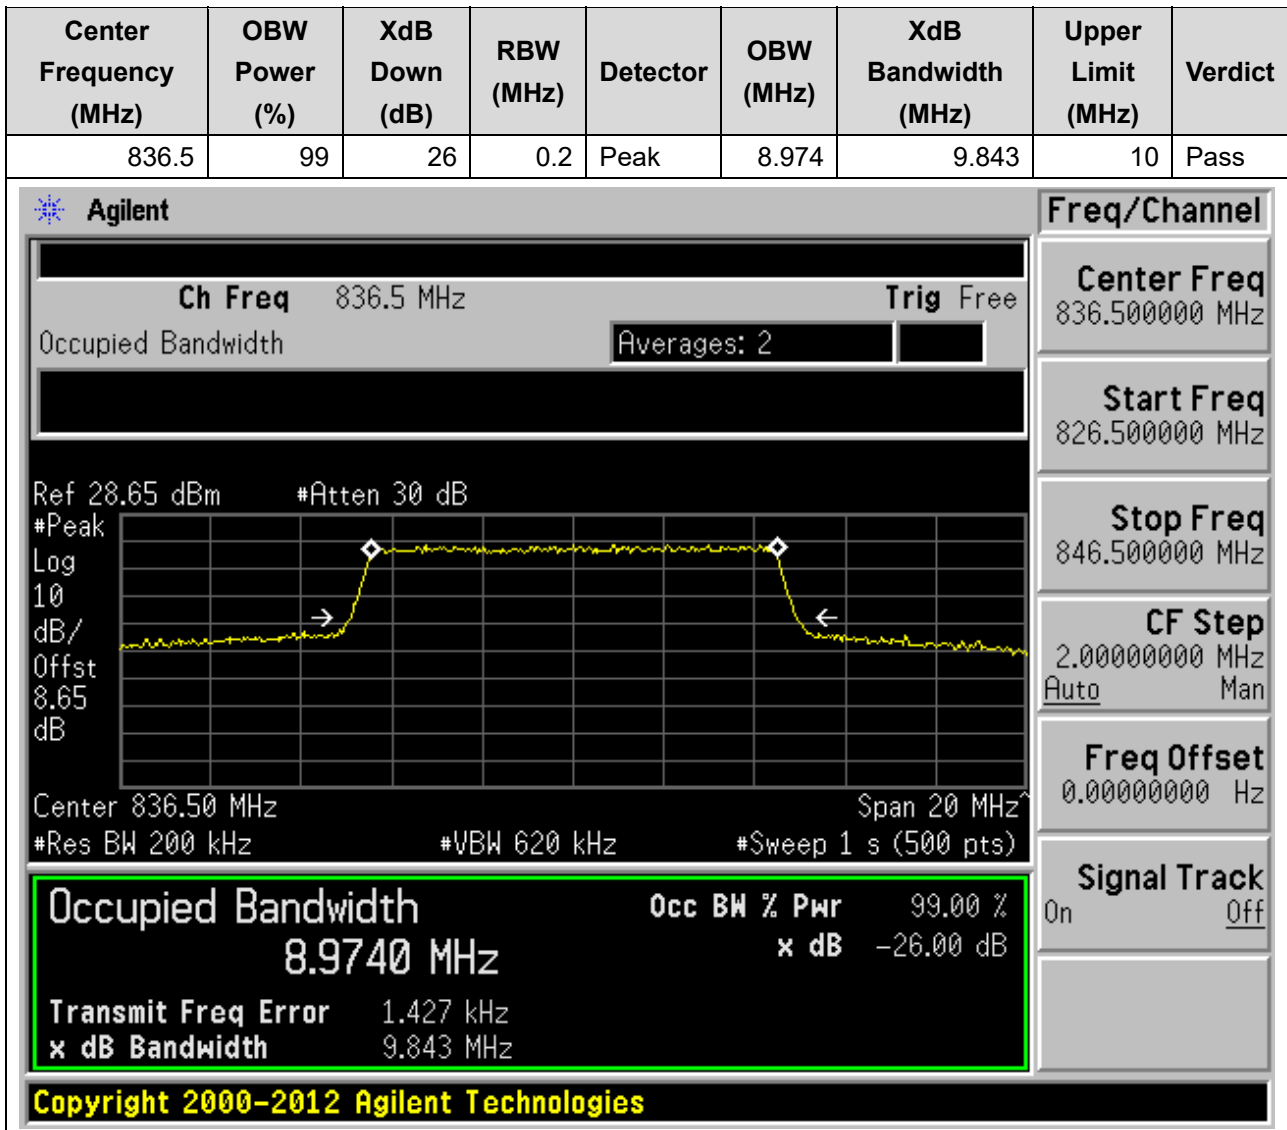 Center Frequency (MHz) OBW Power (%) XdB Down (dB) RBW (MHz) Detector OBW (MHz) XdB Bandwidth (MHz) Upper Limit (MHz) Verdict
836.5 99 26 0.2 Peak 8.974 9.843 10 Pass
Agilent
Freq/Channel
Ch Freq 836.5 MHz Trig Free
Occupied Bandwidth Averages: 2
Center Freq
836.500000 MHz
Start Freq
826.500000 MHz
Stop Freq
846.500000 MHz
CF Step
2.00000000 MHz
Auto Man
Freq Offset
0.00000000 Hz
Signal Track
On Off
Ref 28.65 dBm #Atten 30 dB
#Peak
Log
10
dB/
Offst
8.65
dB
Center 836.50 MHz Span 20 MHz^
#Res BW 200 kHz #VBW 620 kHz #Sweep 1 s (500 pts)
Occupied Bandwidth Occ BW % Pwr 99.00 %
8.9740 MHz x dB -26.00 dB
Transmit Freq Error 1.427 kHz
x dB Bandwidth 9.843 MHz
Copyright 2000-2012 Agilent Technologies